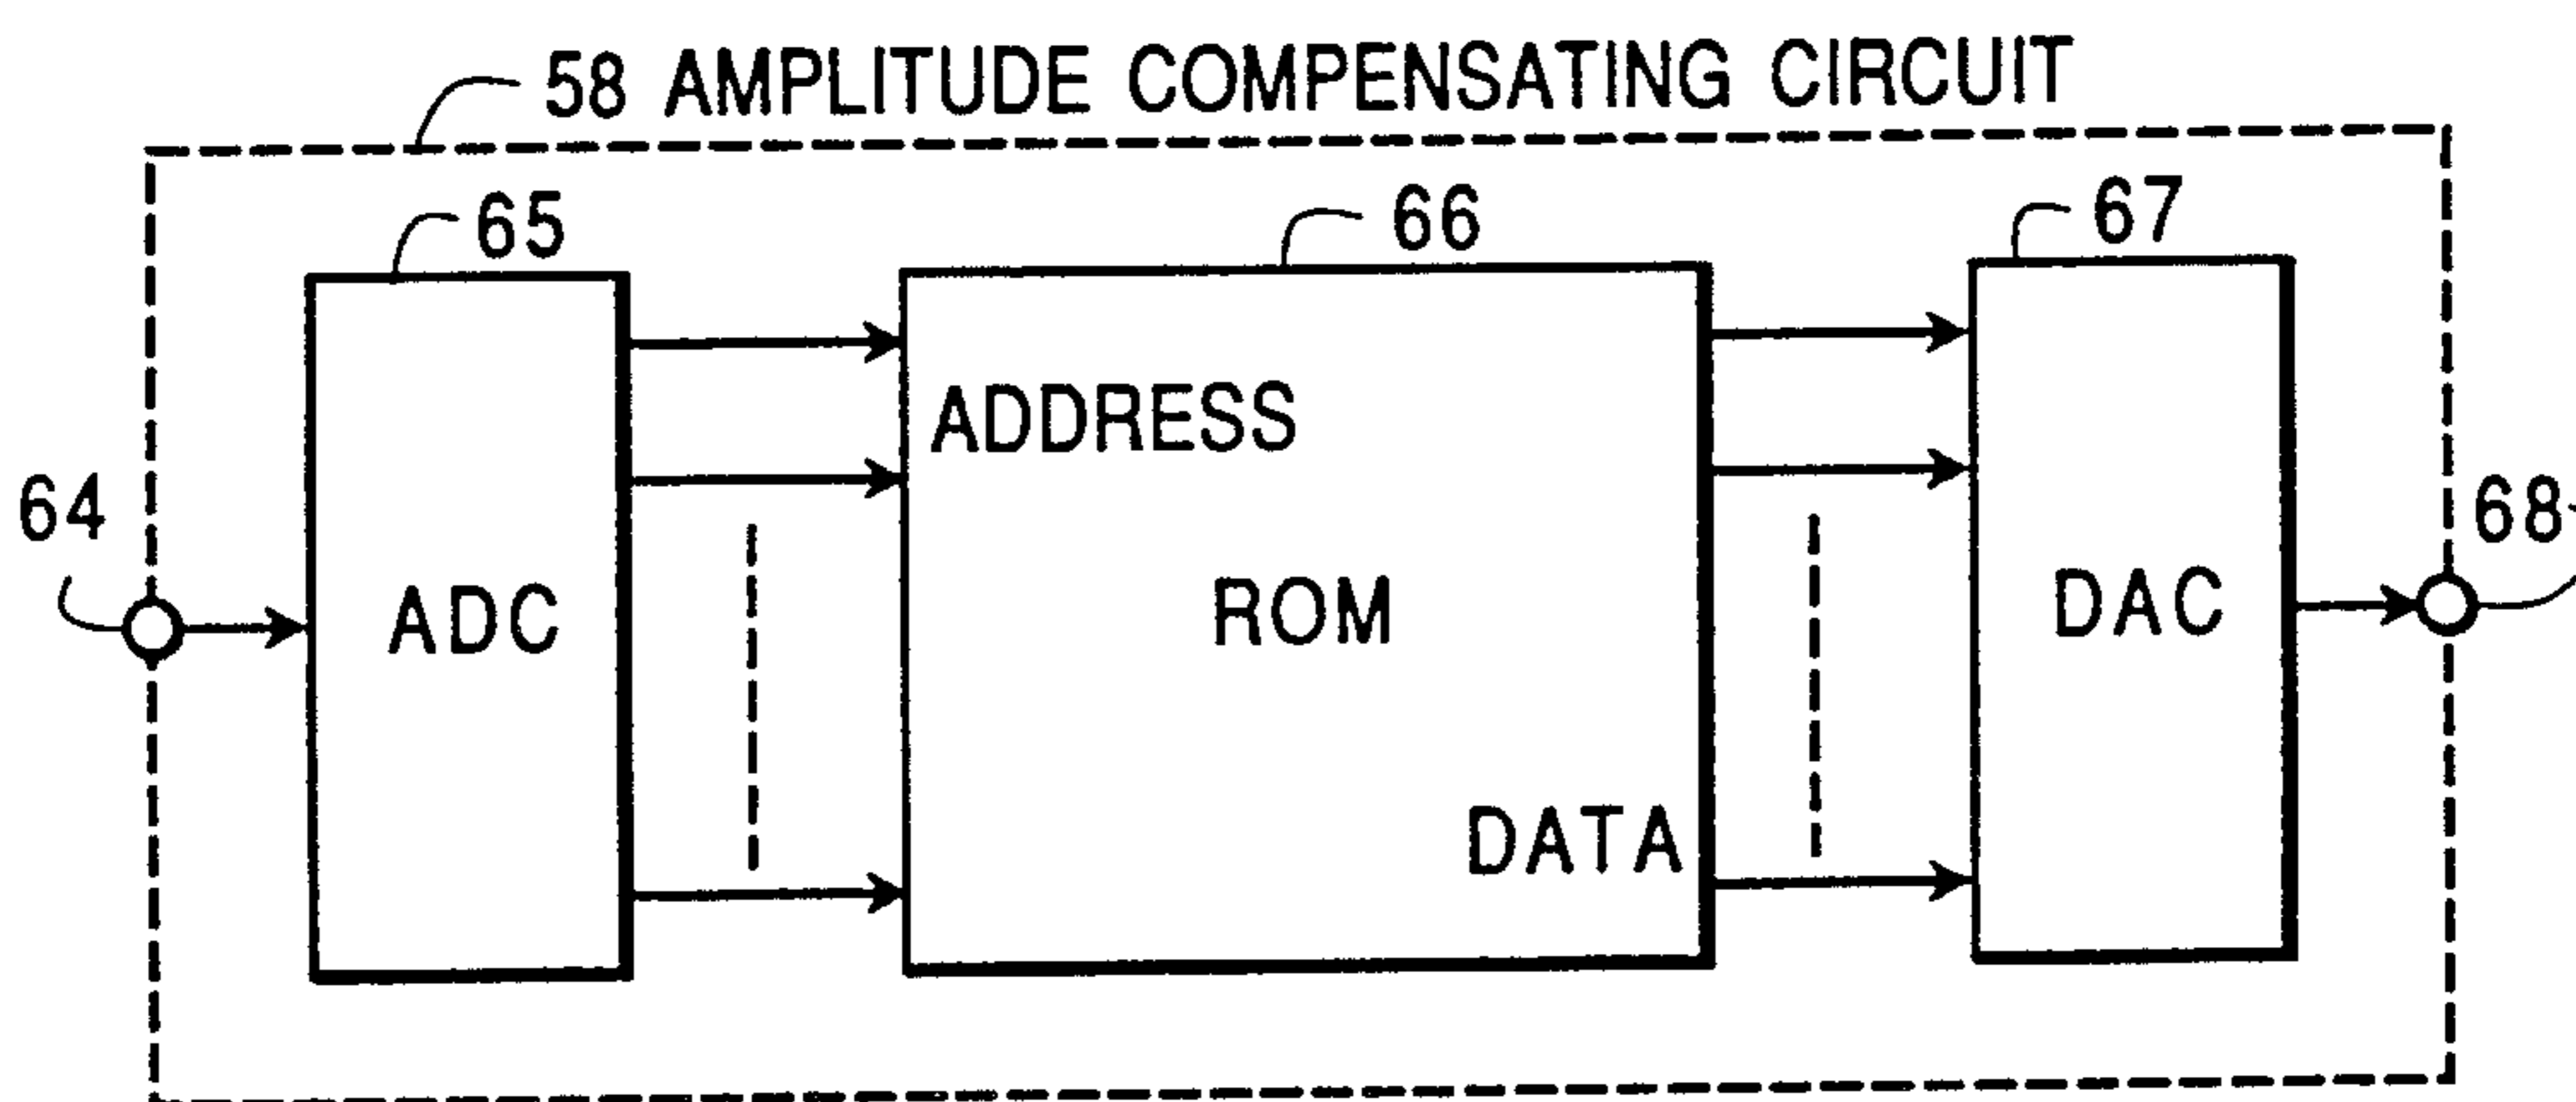 58 AMPLITUDE COMPENSATING CIRCUIT
65
66
67
ADDRESS
64
68
ADC
ROM
DAC
DATA